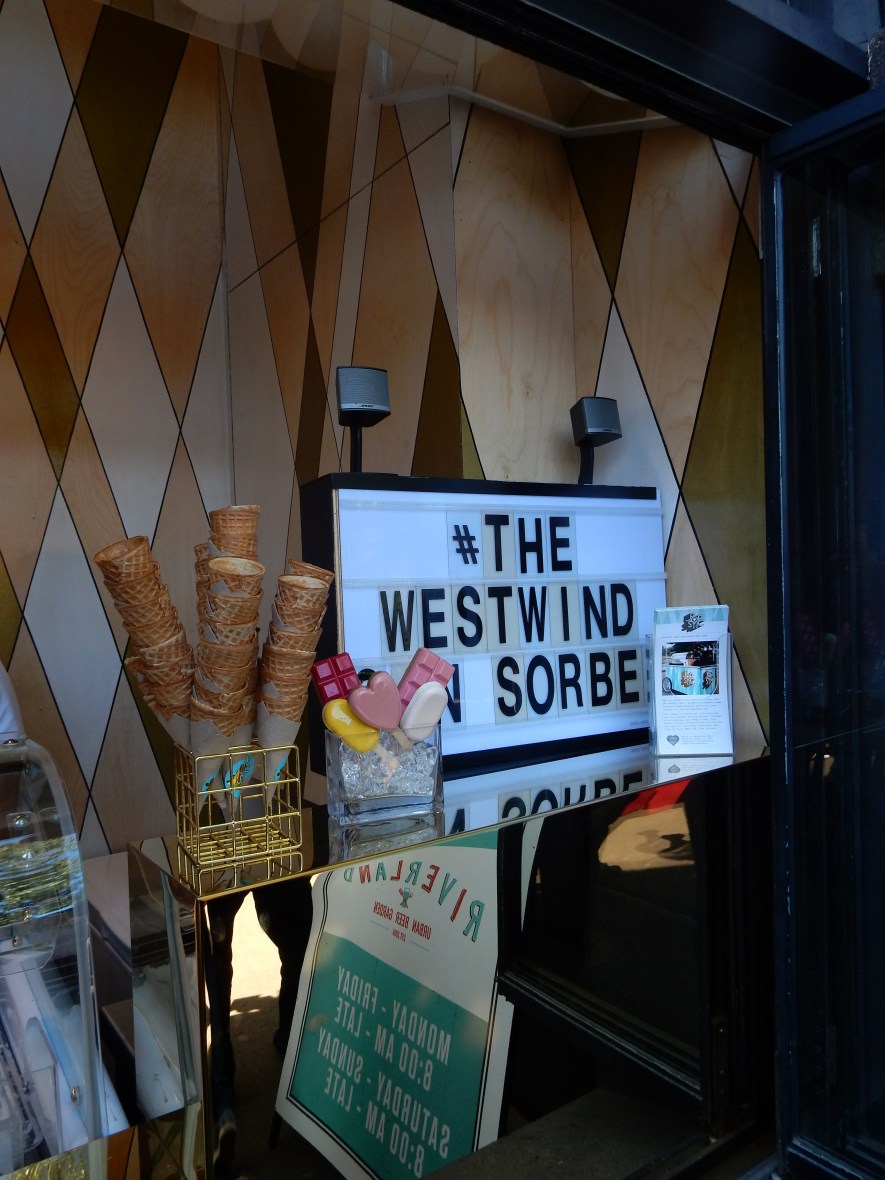 #THE
WESTWIND
N SORBE
RIVERLAND
URBAN BEER GARDEN
MONDAY - FRIDAY
8:00 AM - LATE
SATURDAY - SUNDAY
8:00 AM - LATE